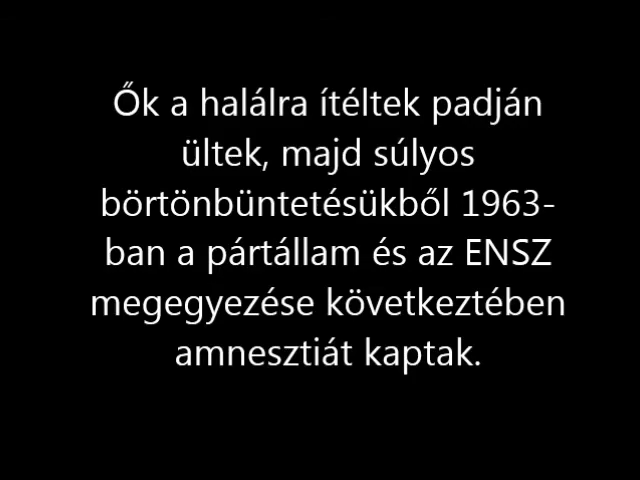 Ők a halálra ítéltek padján
ültek, majd súlyos
börtönbüntetésükből 1963-
ban a pártállam és az ENSZ
megegyezése következtében
amnesztiát kaptak.